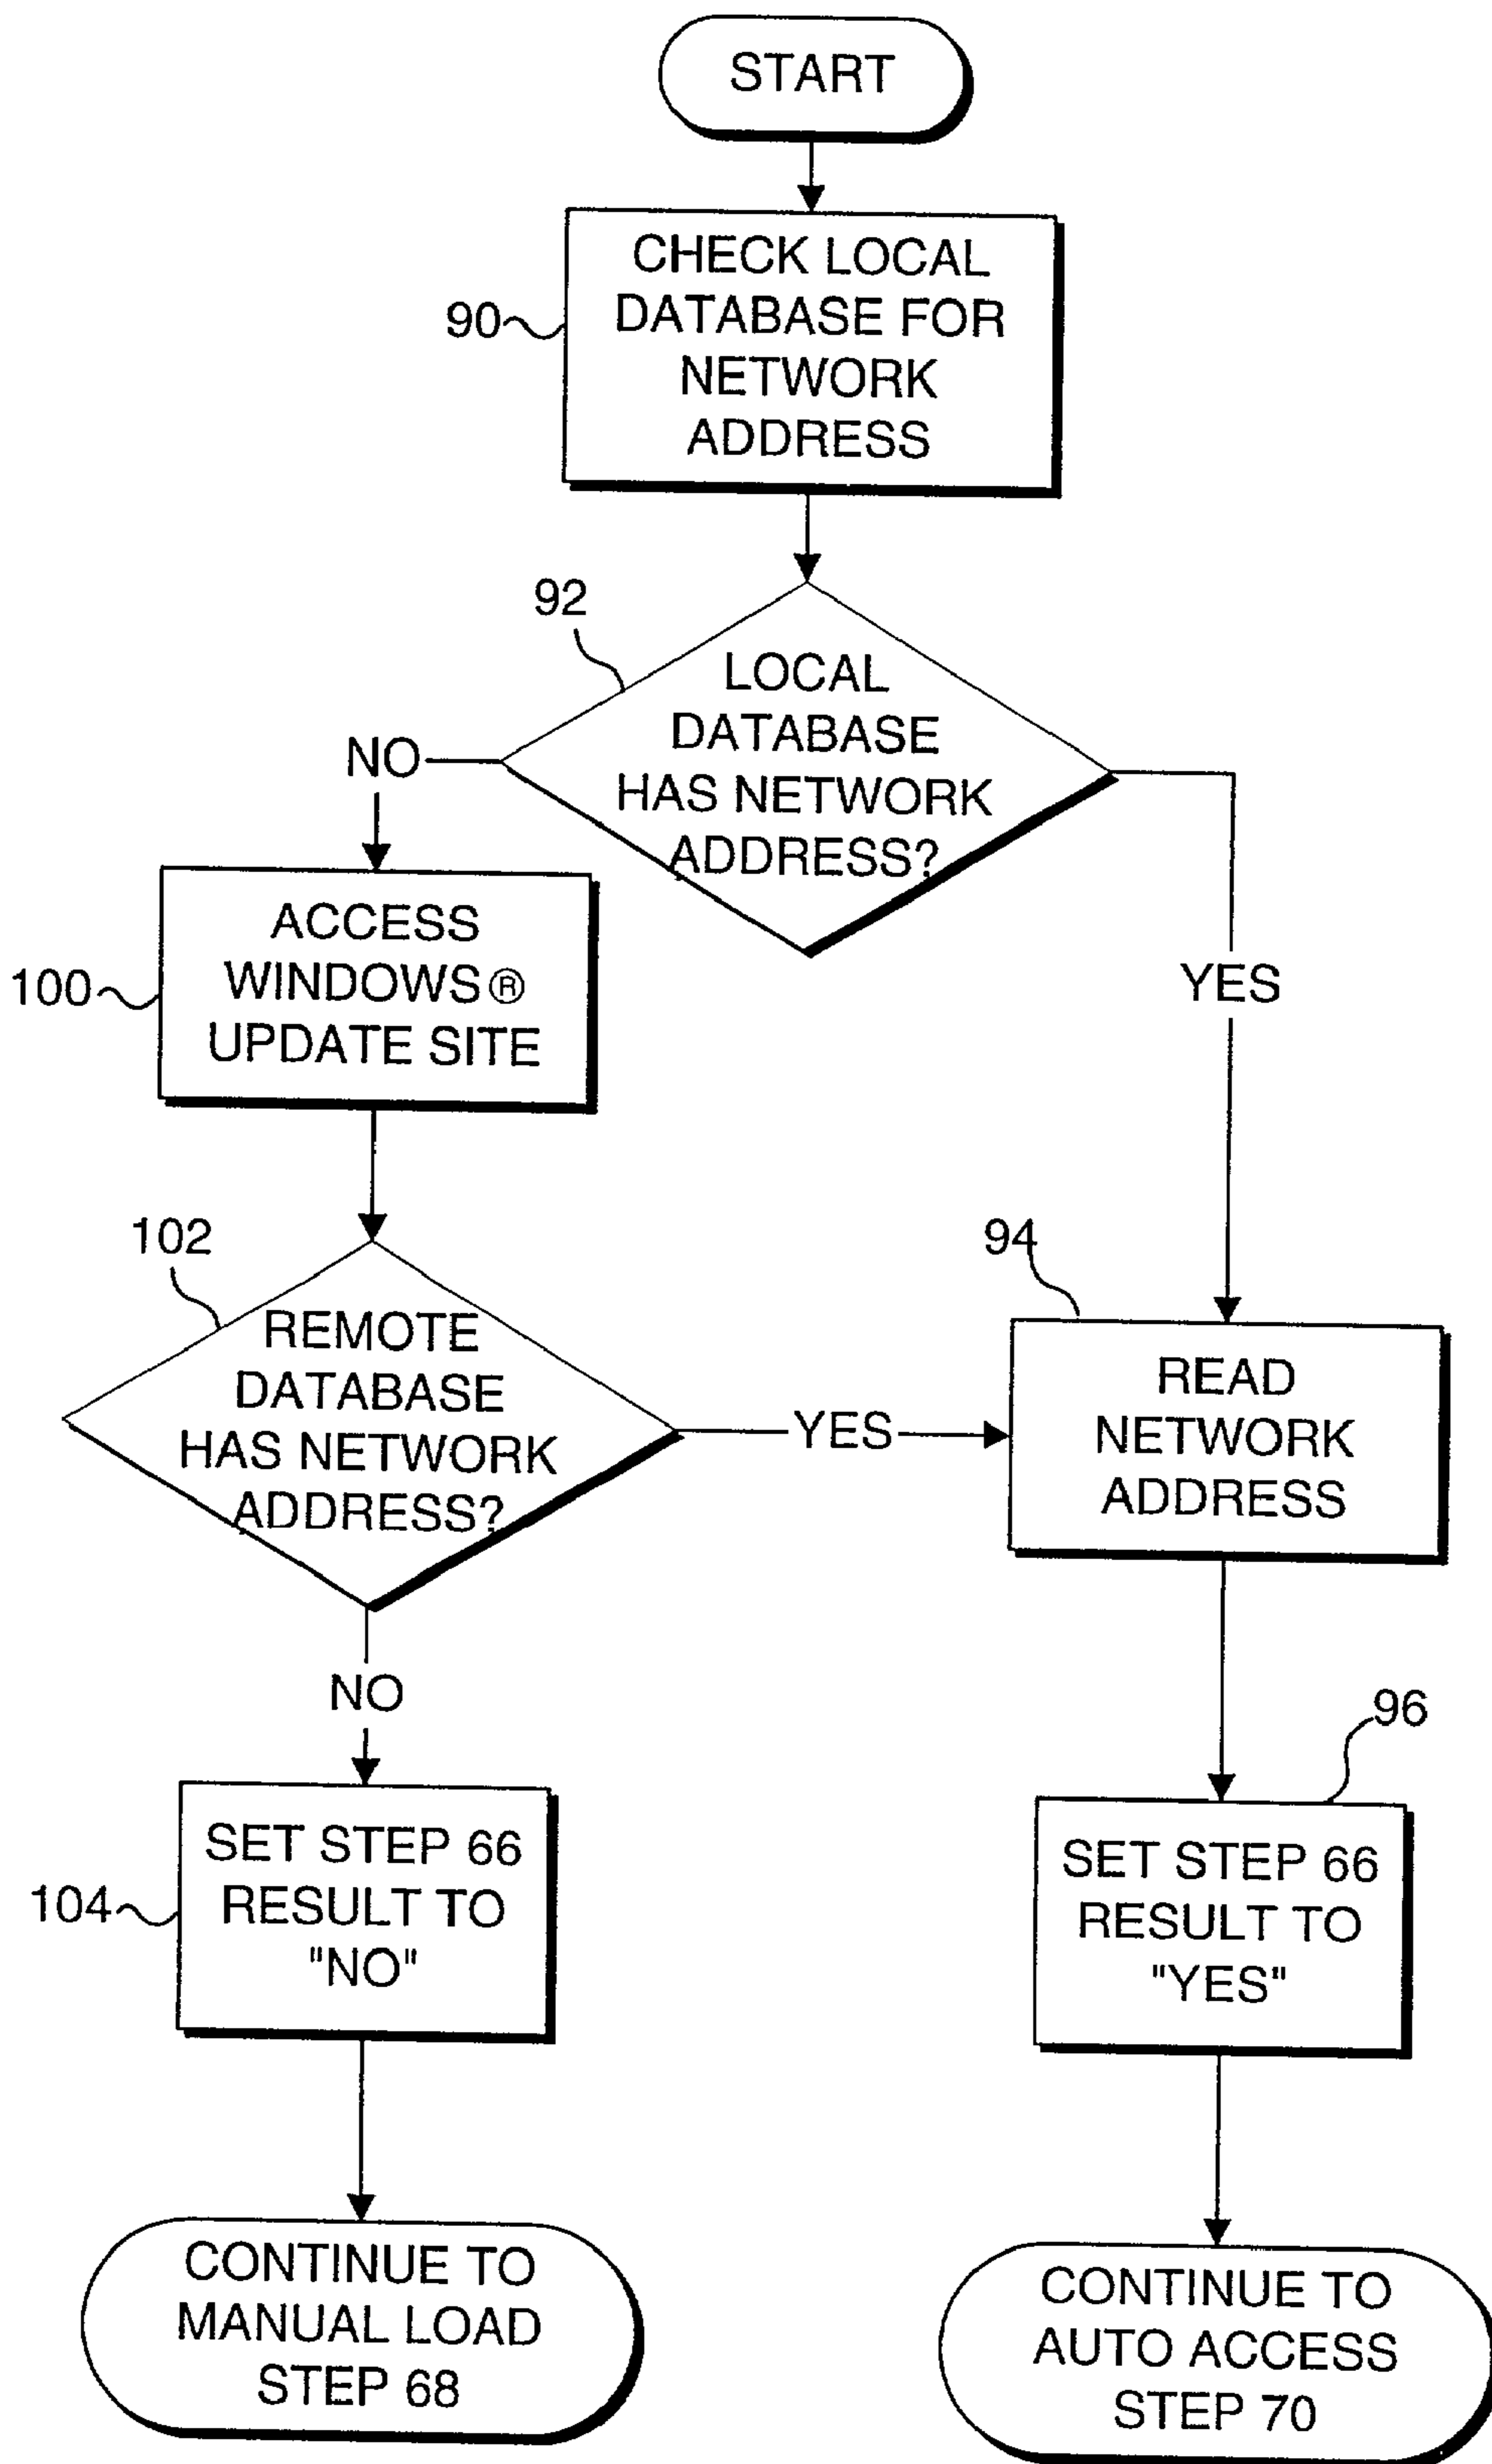 START
CHECK LOCAL
DATABASE FOR
NETWORK
ADDRESS
90
92
LOCAL
DATABASE
HAS NETWORK
ADDRESS?
NO
YES
ACCESS
WINDOWS®
UPDATE SITE
100
102
REMOTE
DATABASE
HAS NETWORK
ADDRESS?
YES
94
READ
NETWORK
ADDRESS
NO
96
SET STEP 66
RESULT TO
"NO"
104
SET STEP 66
RESULT TO
"YES"
CONTINUE TO
MANUAL LOAD
STEP 68
CONTINUE TO
AUTO ACCESS
STEP 70